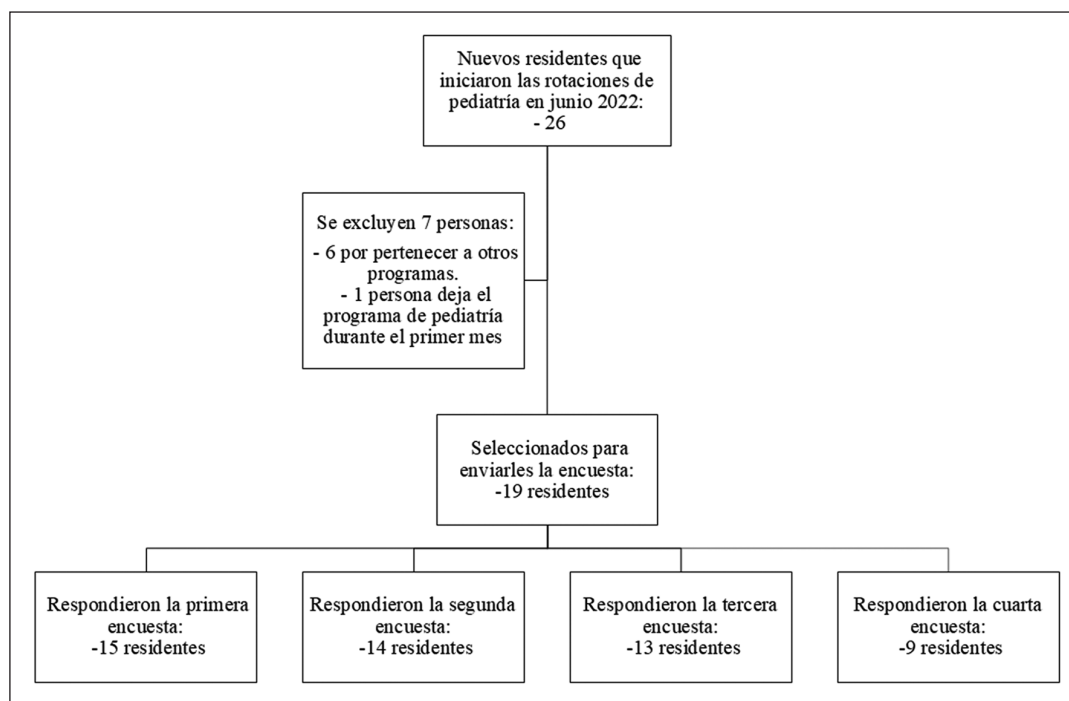 Nuevos residentes que
iniciaron las rotaciones de
pediatría en junio 2022:
- 26
Se excluyen 7 personas:
- 6 por pertenecer a otros
programas.
- 1 persona deja el
programa de pediatría
durante el primer mes
Seleccionados para
enviarles la encuesta:
-19 residentes
Respondieron la primera
encuesta:
-15 residentes
Respondieron la segunda
encuesta:
-14 residentes
Respondieron la tercera
encuesta:
-13 residentes
Respondieron la cuarta
encuesta:
-9 residentes